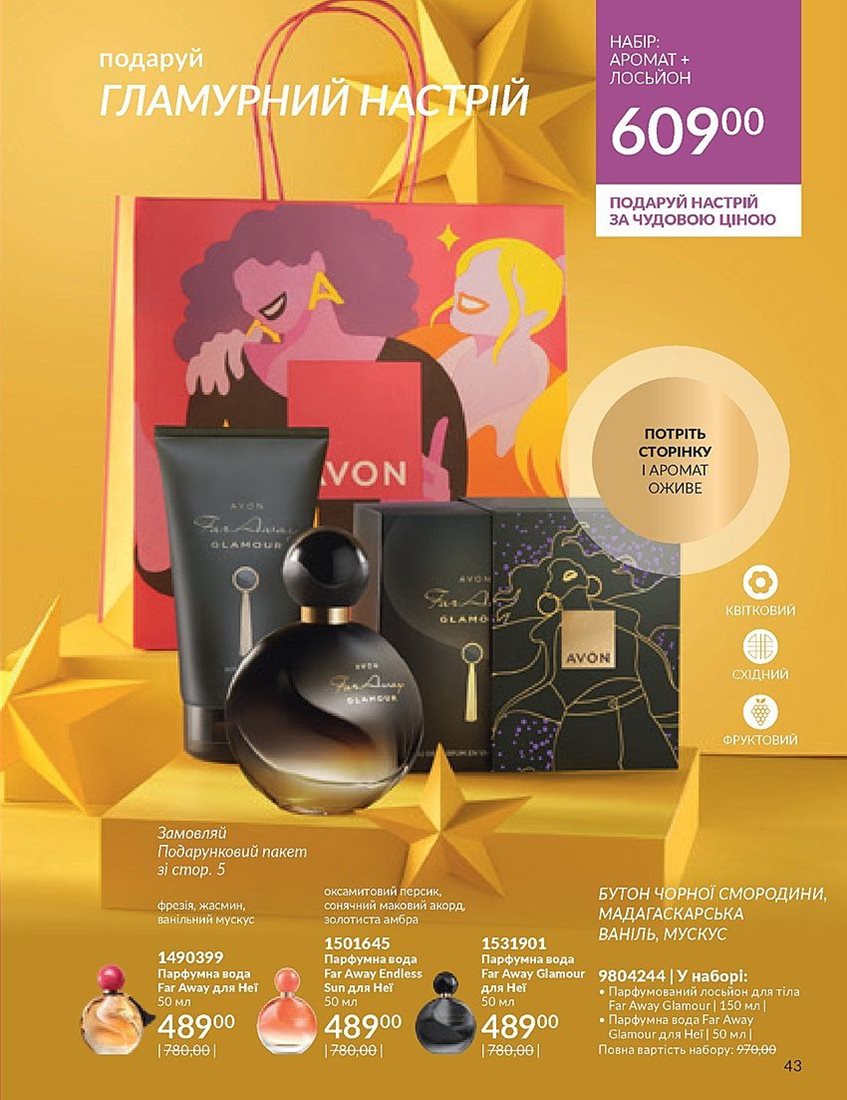 подаруй
ГЛАМУРНИЙ НАСТРІЙ
НАБІР:
АРОМАТ +
ЛОСЬЙОН
609⁰⁰
ПОДАРУЙ НАСТРІЙ
ЗА ЧУДОВОЮ ЦІНОЮ
AVON
ПОТРІТЬ
СТОРІНКУ
І АРОМАТ
ОЖИВЕ
AVON
Far Away
GLAMOUR
AVON
Far Away
GLAMOUR
AVON
AVON
КВІТКОВИЙ
СХІДНИЙ
ФРУКТОВИЙ
Замовляй
Подарунковий пакет
зі стор. 5
фрезія, жасмин,
ванільний мускус
1490399
Парфумна вода
Far Away для Неї
50 мл
489⁰⁰
|780,00|
оксамитовий персик,
сонячний маковий акорд,
золотиста амбра
1501645
Парфумна вода
Far Away Endless
Sun для Неї
50 мл
489⁰⁰
|780,00|
1531901
Парфумна вода
Far Away Glamour
для Неї
50 мл
489⁰⁰
|780,00|
БУТОН ЧОРНОЇ СМОРОДИНИ,
МАДАГАСКАРСЬКА
ВАНІЛЬ, МУСКУС
9804244 | У наборі:
• Парфумований лосьйон для тіла
Far Away Glamour | 150 мл |
• Парфумна вода Far Away
Glamour для Неї | 50 мл |
Повна вартість набору: 970,00
43